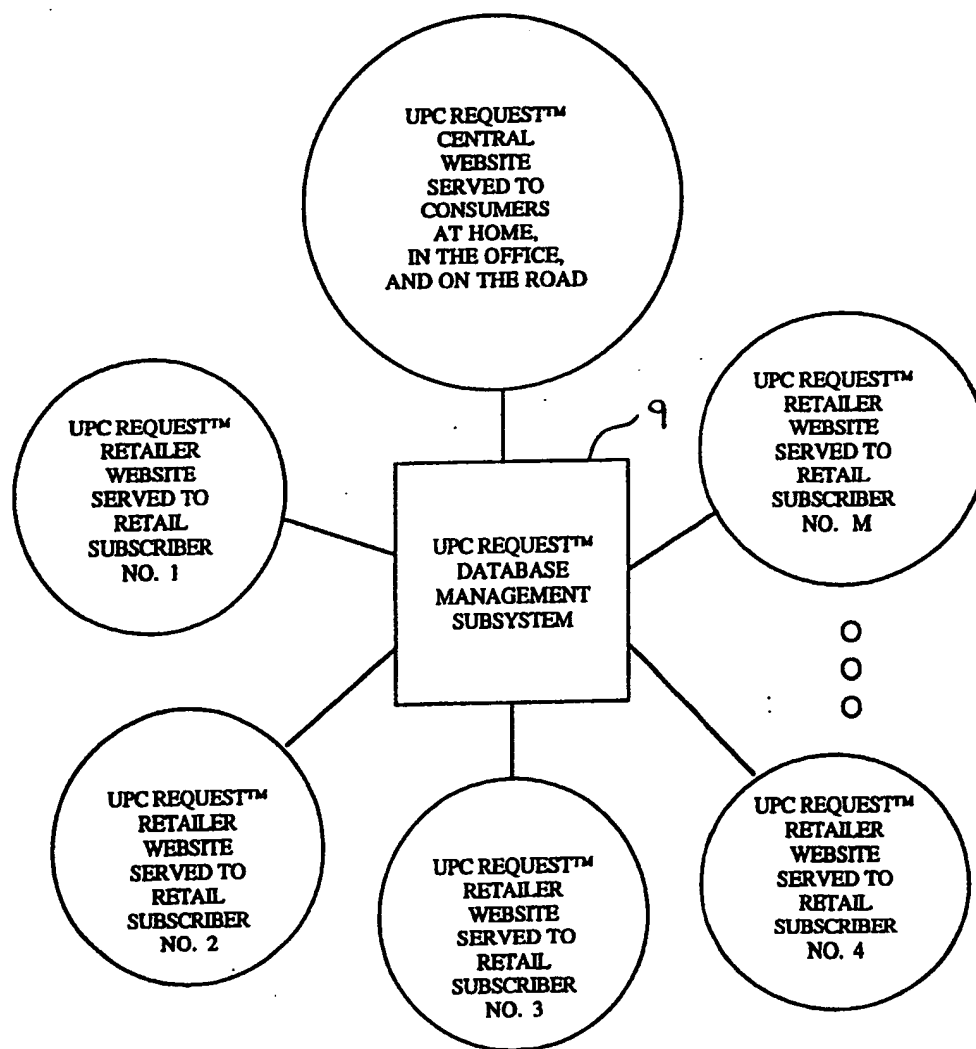 UPC REQUEST™
CENTRAL
WEBSITE
SERVED TO
CONSUMERS
AT HOME,
IN THE OFFICE,
AND ON THE ROAD
UPC REQUEST™
RETAILER
WEBSITE
SERVED TO
RETAIL
SUBSCRIBER
NO. 1
9
UPC REQUEST™
RETAILER
WEBSITE
SERVED TO
RETAIL
SUBSCRIBER
NO. M
UPC REQUEST™
DATABASE
MANAGEMENT
SUBSYSTEM
UPC REQUEST™
RETAILER
WEBSITE
SERVED TO
RETAIL
SUBSCRIBER
NO. 2
UPC REQUEST™
RETAILER
WEBSITE
SERVED TO
RETAIL
SUBSCRIBER
NO. 3
UPC REQUEST™
RETAILER
WEBSITE
SERVED TO
RETAIL
SUBSCRIBER
NO. 4